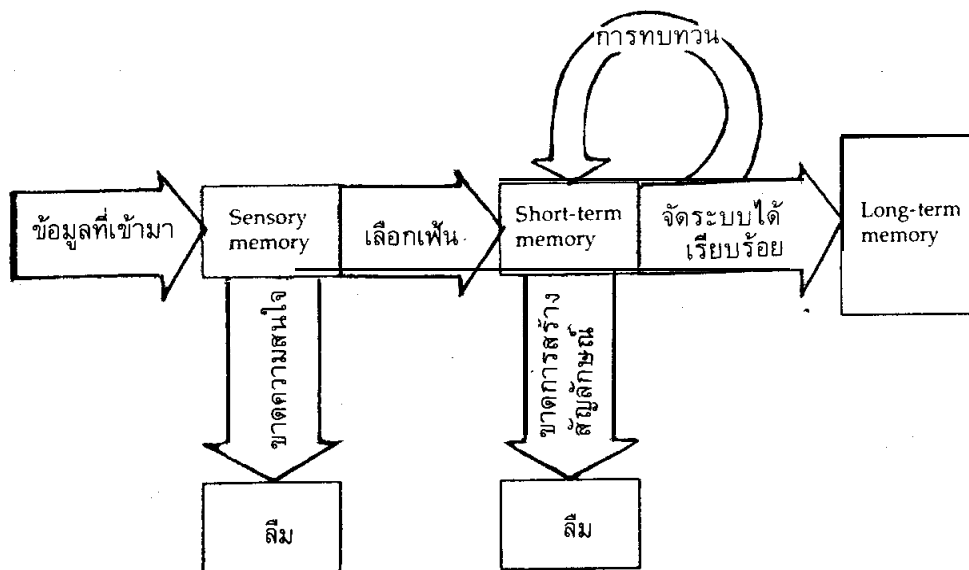 การทบทวน
ข้อมูลที่เข้ามา
Sensory
memory
เลือกเฟ้น
Short-term
memory
จัดระบบได้
เรียบร้อย
Long-term
memory
ขาดความสนใจ
ขาดการสร้าง
สัญลักษณ์
ลืม
ลืม